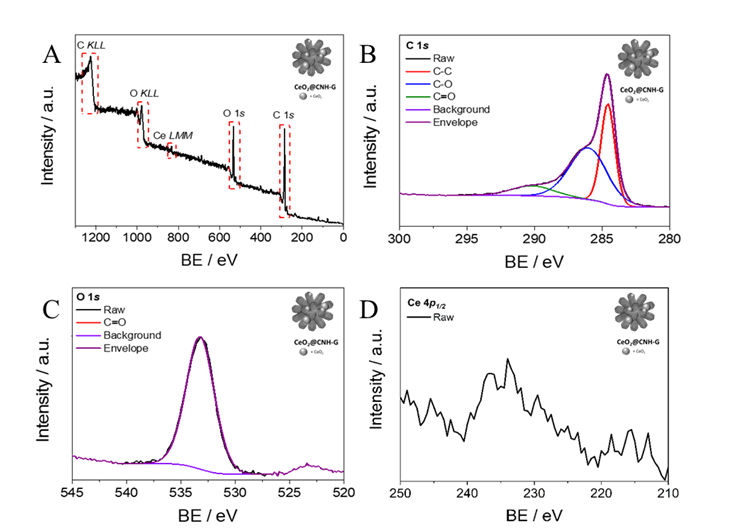 A
C KLL
O KLL
Ce LMM
O 1s
C 1s
CeO2@CNH-G
= CeO2
Intensity / a.u.
1200 1000 800 600 400 200 0
BE / eV
B
C 1s
Raw
C-C
C-O
C=O
Background
Envelope
CeO2@CNH-G
= CeO2
Intensity / a.u.
300 295 290 285 280
BE / eV
C
O 1s
Raw
C=O
Background
Envelope
CeO2@CNH-G
= CeO2
Intensity / a.u.
545 540 535 530 525 520
BE / eV
D
Ce 4p1/2
Raw
CeO2@CNH-G
= CeO2
Intensity / a.u.
250 240 230 220 210
BE / eV